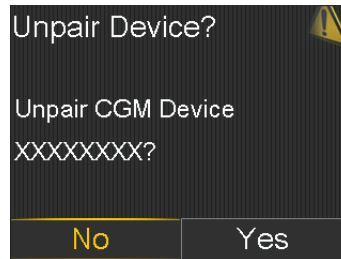 Unpair Device?
Unpair CGM Device
XXXXXXXX?
No
Yes